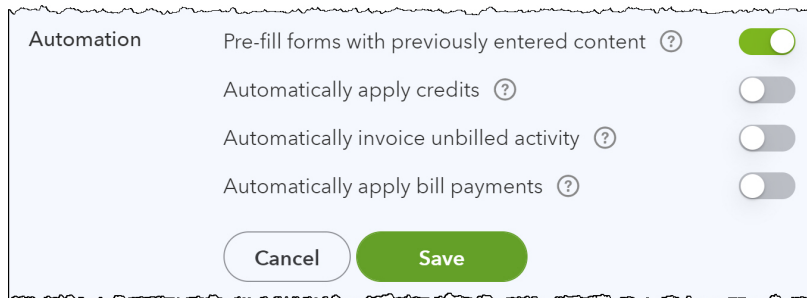 Automation
Pre-fill forms with previously entered content ?
Automatically apply credits ?
Automatically invoice unbilled activity ?
Automatically apply bill payments ?
Cancel Save